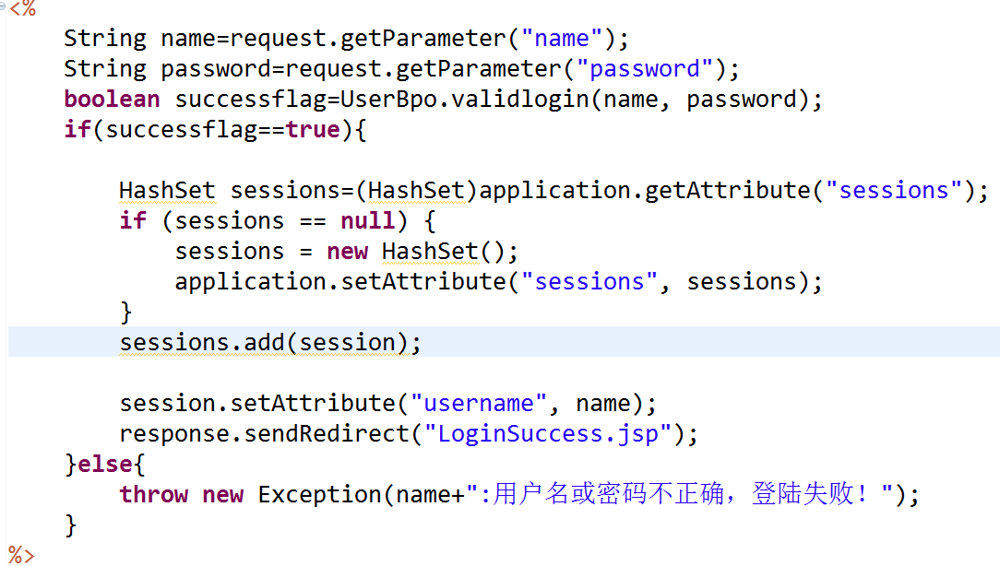 <%
    String name=request.getParameter("name");
    String password=request.getParameter("password");
    boolean successflag=UserBpo.validlogin(name, password);
    if(successflag==true){
        HashSet sessions=(HashSet)application.getAttribute("sessions");
        if (sessions == null) {
            sessions = new HashSet();
            application.setAttribute("sessions", sessions);
        }
        sessions.add(session);
        session.setAttribute("username", name);
        response.sendRedirect("LoginSuccess.jsp");
    }else{
        throw new Exception(name+":用户名或密码不正确，登陆失败！");
    }
%>